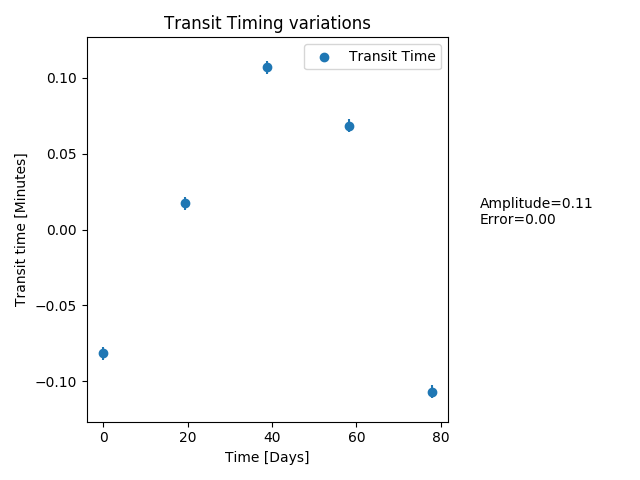 Transit Timing variations
Transit Time
0.10
0.05
0.00
−0.05
−0.10
Transit time [Minutes]
Amplitude=0.11
Error=0.00
0
20
40
60
80
Time [Days]